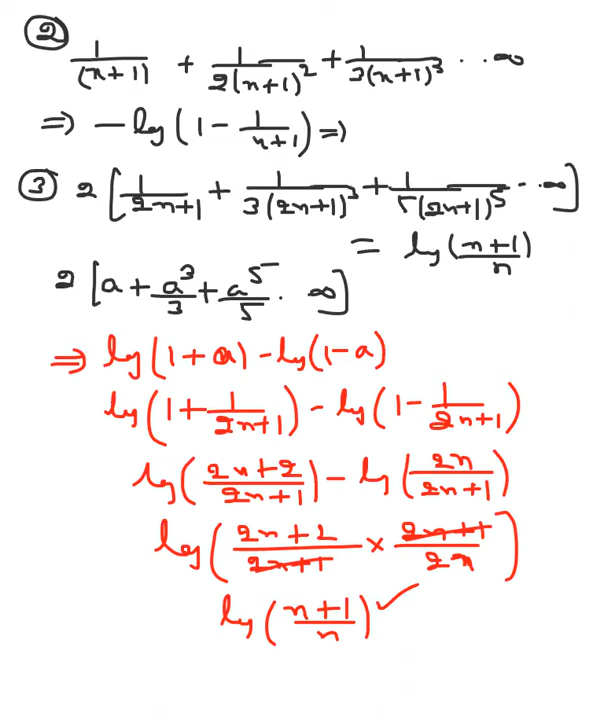 ②
1/(n+1) + 1/2(n+1)² + 1/3(n+1)³ ... ∞
⇒ -log(1 - 1/n+1) ⇒
③ 2[1/2n+1 + 1/3(2n+1)³ + 1/5(2n+1)⁵ ... ∞]
= log(n+1)/n
2[a + a³/3 + a⁵/5 . ∞]
⇒ log(1+a) - log(1-a)
log(1 + 1/2n+1) - log(1 - 1/2n+1)
log(2n+2/2n+1) - log(2n/2n+1)
log(2n+2/2n+1 × 2n+1/2n)
log(n+1/n) ✓